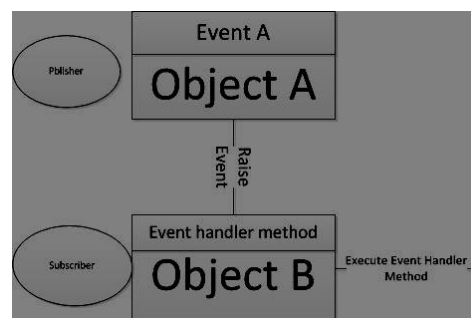 Event A
Pblisher
Object A
Raise
Event
Event handler method
Subscriber
Object B
Execute Event Handler
Method